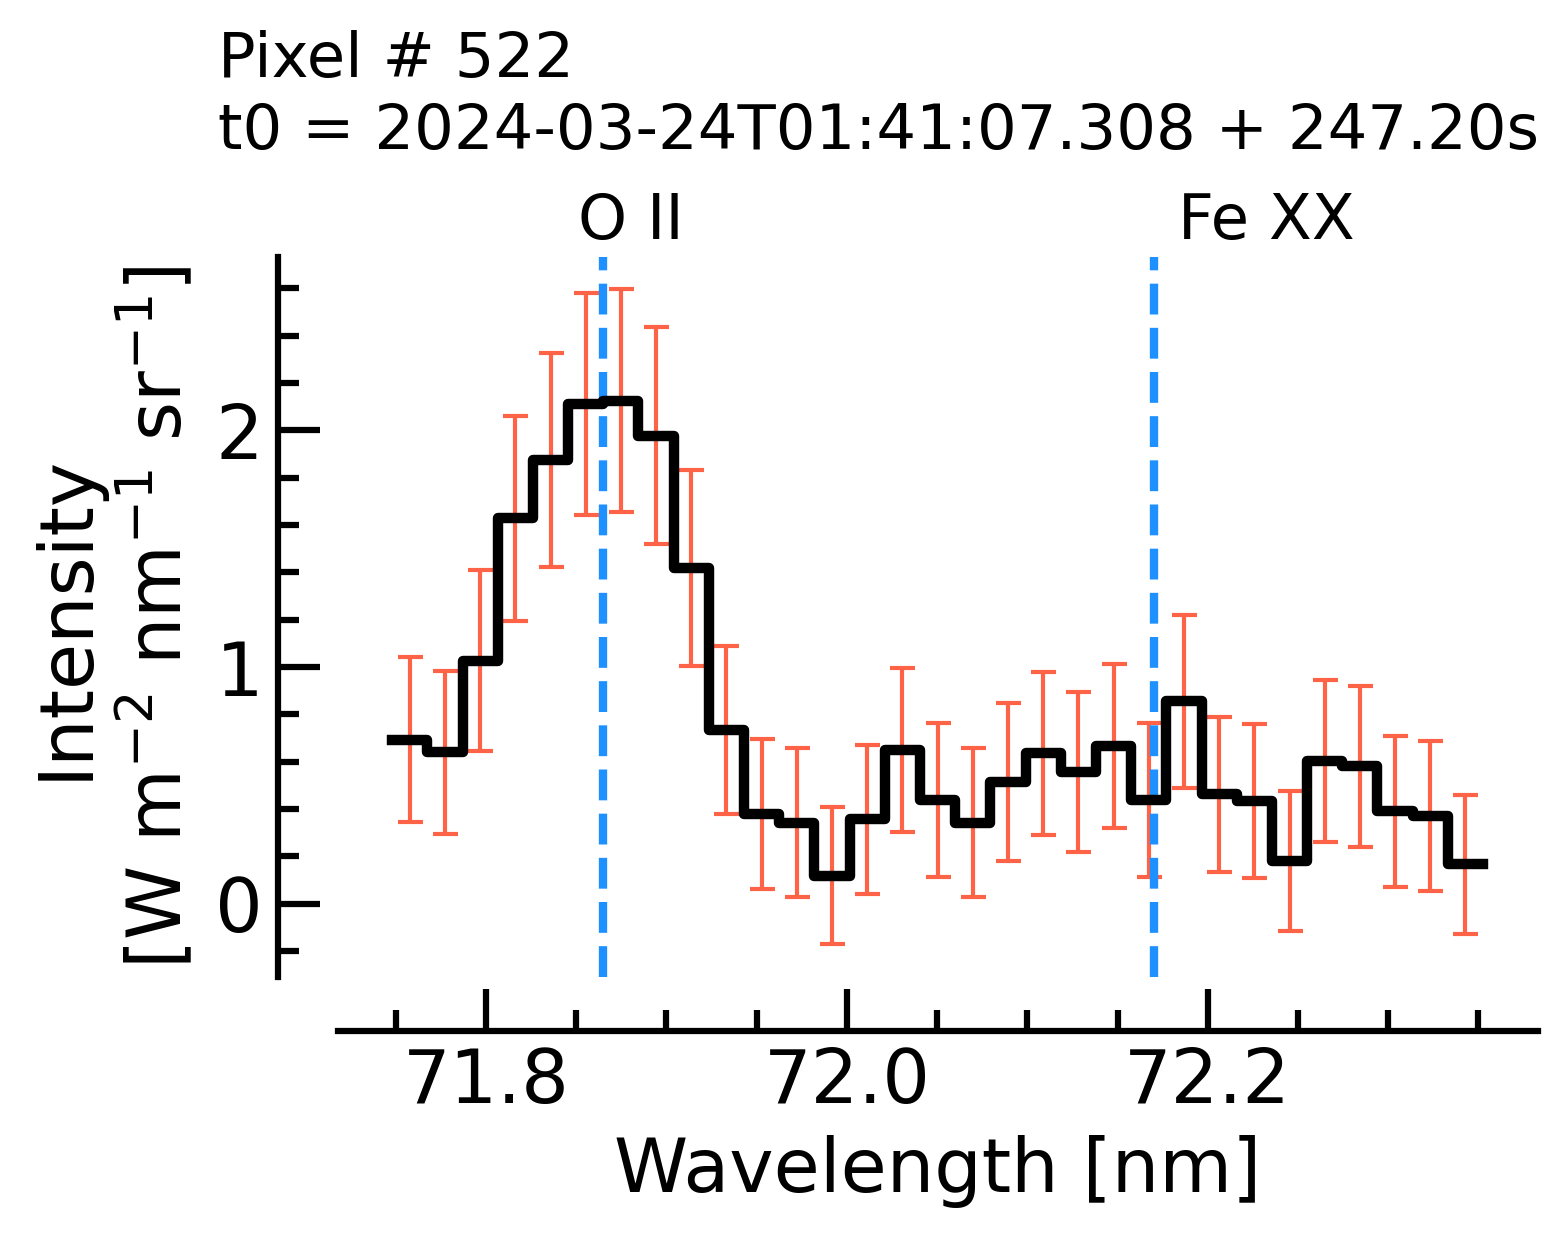 Pixel # 522
t0 = 2024-03-24T01:41:07.308 + 247.20s
O II
Fe XX
Intensity
[W m⁻² nm⁻¹ sr⁻¹]
2
1
0
71.8
72.0
72.2
Wavelength [nm]